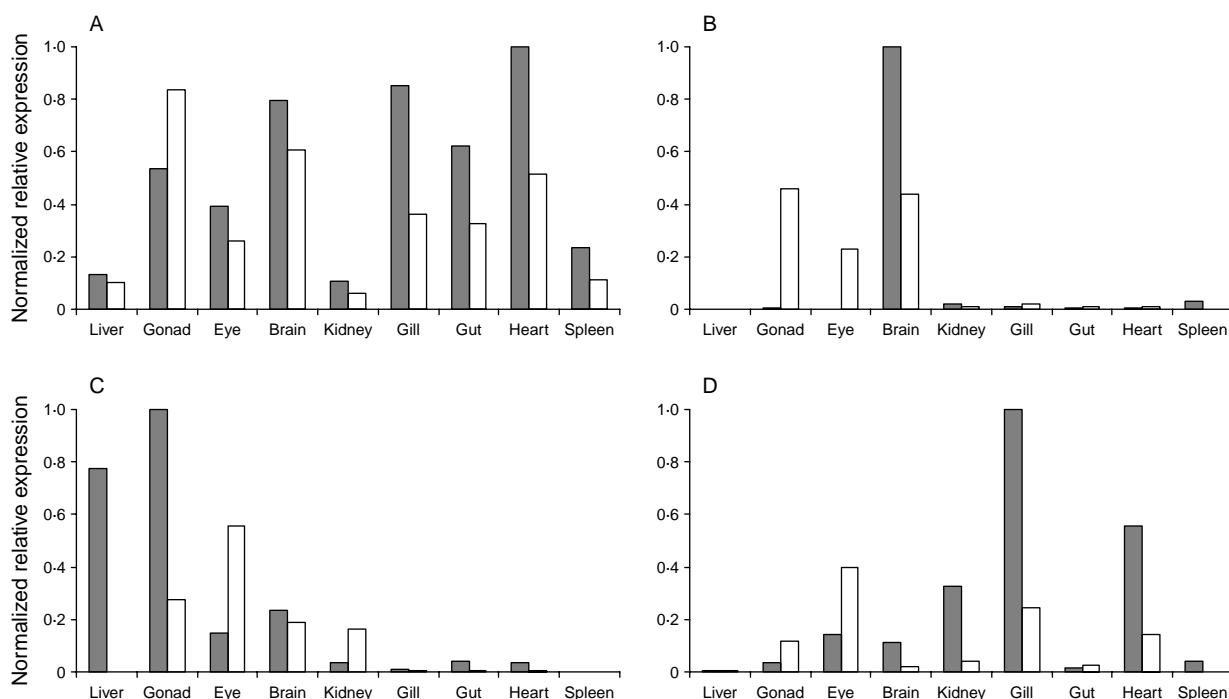 A
Normalized relative expression
1·0
0·8
0·6
0·4
0·2
0
Liver Gonad Eye Brain Kidney Gill Gut Heart Spleen
B
1·0
0·8
0·6
0·4
0·2
0
Liver Gonad Eye Brain Kidney Gill Gut Heart Spleen
C
Normalized relative expression
1·0
0·8
0·6
0·4
0·2
0
Liver Gonad Eye Brain Kidney Gill Gut Heart Spleen
D
1·0
0·8
0·6
0·4
0·2
0
Liver Gonad Eye Brain Kidney Gill Gut Heart Spleen